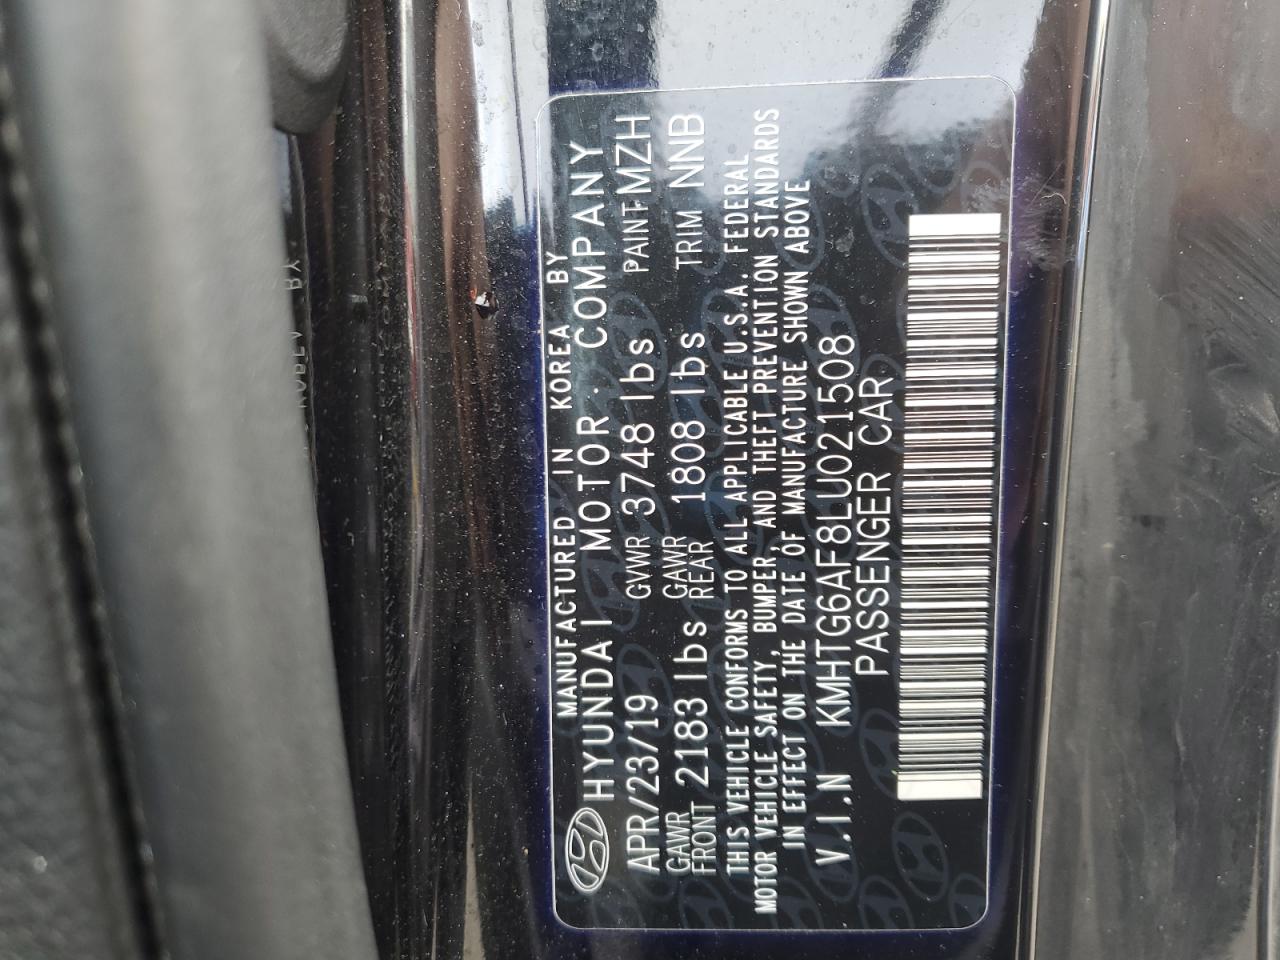 MANUFACTURED IN KOREA BY
HYUNDAI MOTOR COMPANY
APR/23/19 GVWR 3748 lbs PAINT MZH
GAWR FRONT 2183 lbs GAWR REAR 1808 lbs TRIM NNB
THIS VEHICLE CONFORMS TO ALL APPLICABLE U.S.A. FEDERAL
MOTOR VEHICLE SAFETY, BUMPER, AND THEFT PREVENTION STANDARDS
IN EFFECT ON THE DATE OF MANUFACTURE SHOWN ABOVE
V.I.N KMHTG6AF8LU021508
PASSENGER CAR